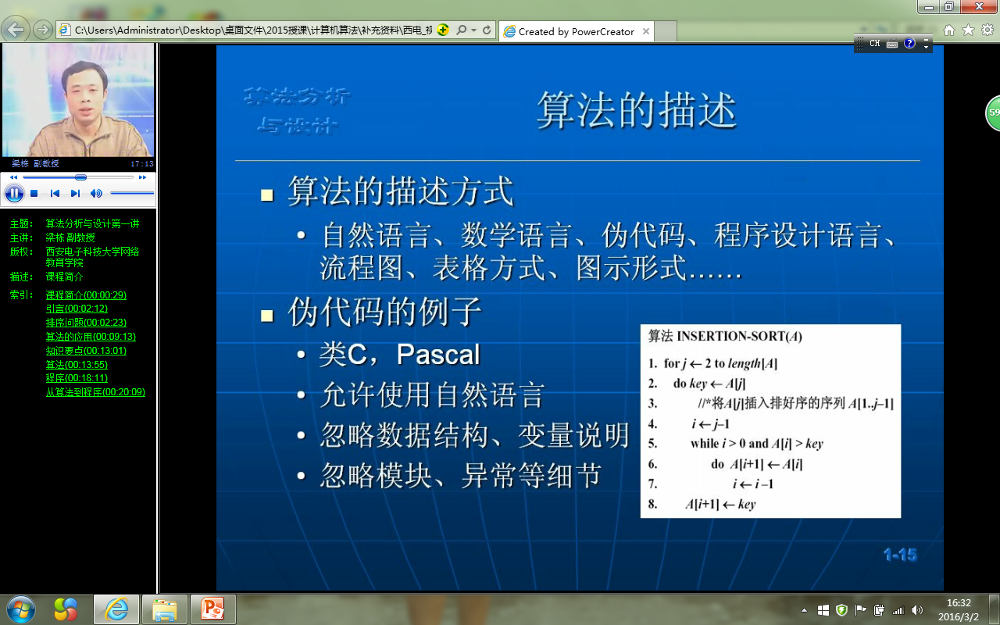 C:\Users\Administrator\Desktop\桌面文件\2015授课\计算机算法\补充资料\西电_视
Created by PowerCreator
CH
59
梁栋 副教授
17:13
主题: 算法分析与设计第一讲
主讲: 梁栋 副教授
版权: 西安电子科技大学网络
教育学院
描述: 课程简介
索引: 课程简介(00:00:29)
引言(00:02:12)
排序问题(00:02:23)
算法的应用(00:09:13)
知识要点(00:13:01)
算法(00:13:55)
程序(00:18:11)
从算法到程序(00:20:09)
算法分析
与设计
算法的描述
算法的描述方式
• 自然语言、数学语言、伪代码、程序设计语言、
流程图、表格方式、图示形式……
伪代码的例子
• 类C，Pascal
• 允许使用自然语言
• 忽略数据结构、变量说明
• 忽略模块、异常等细节
算法 INSERTION-SORT(A)
1. for j ← 2 to length[A]
2. do key ← A[j]
3. //*将A[j]插入排好序的序列 A[1..j–1]
4. i ← j–1
5. while i > 0 and A[i] > key
6. do A[i+1] ← A[i]
7. i ← i –1
8. A[i+1] ← key
1-15
16:32
2016/3/2